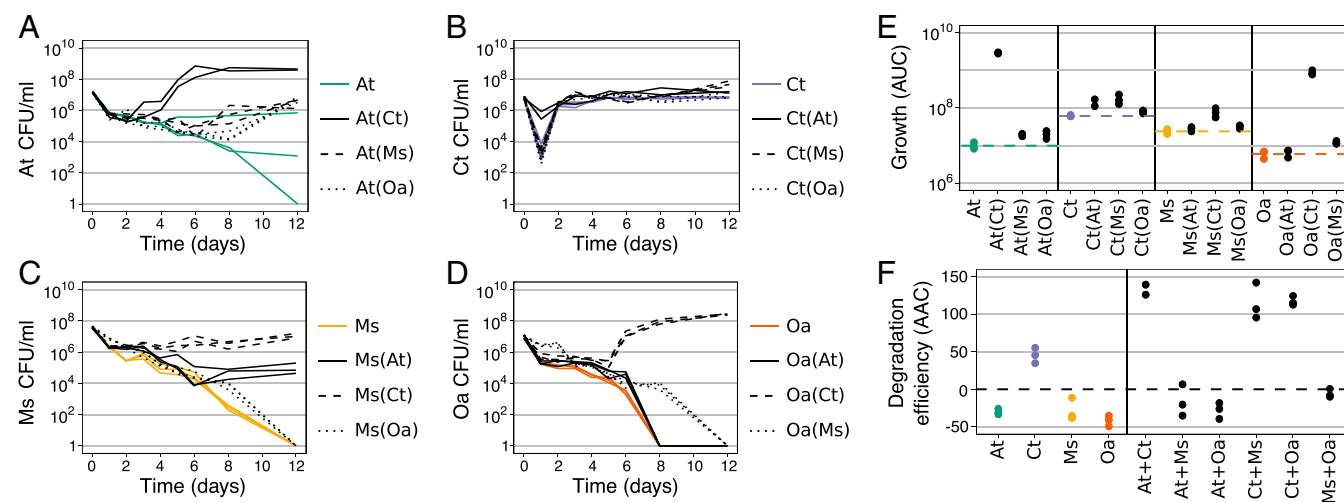 A
At CFU/ml
10^10
10^8
10^6
10^4
10^2
1
0 2 4 6 8 10 12
Time (days)
At
At(Ct)
At(Ms)
At(Oa)
B
Ct CFU/ml
10^10
10^8
10^6
10^4
10^2
1
0 2 4 6 8 10 12
Time (days)
Ct
Ct(At)
Ct(Ms)
Ct(Oa)
C
Ms CFU/ml
10^10
10^8
10^6
10^4
10^2
1
0 2 4 6 8 10 12
Time (days)
Ms
Ms(At)
Ms(Ct)
Ms(Oa)
D
Oa CFU/ml
10^10
10^8
10^6
10^4
10^2
1
0 2 4 6 8 10 12
Time (days)
Oa
Oa(At)
Oa(Ct)
Oa(Ms)
E
Growth (AUC)
10^10
10^8
10^6
At
At(Ct)
At(Ms)
At(Oa)
Ct
Ct(At)
Ct(Ms)
Ct(Oa)
Ms
Ms(At)
Ms(Ct)
Ms(Oa)
Oa
Oa(At)
Oa(Ct)
Oa(Ms)
F
Degradation
efficiency (AAC)
150
100
50
0
-50
At
Ct
Ms
Oa
At+Ct
At+Ms
At+Oa
Ct+Ms
Ct+Oa
Ms+Oa